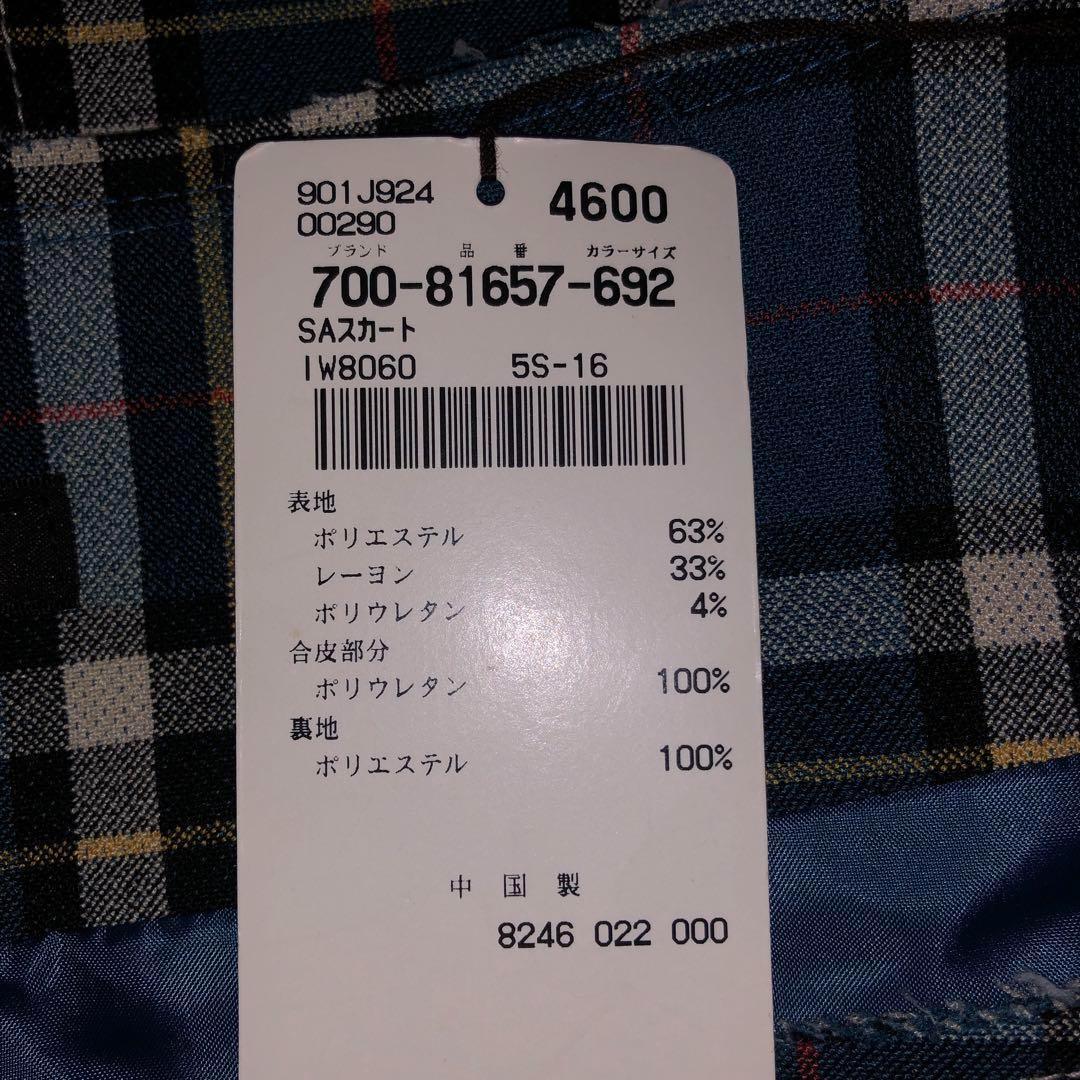 901J924 4600
00290
ブランド 品 番 カラーサイズ
700-81657-692
SAスカート
IW8060 5S-16
表地
ポリエステル 63%
レーヨン 33%
ポリウレタン 4%
合皮部分
ポリウレタン 100%
裏地
ポリエステル 100%
中 国 製
8246 022 000